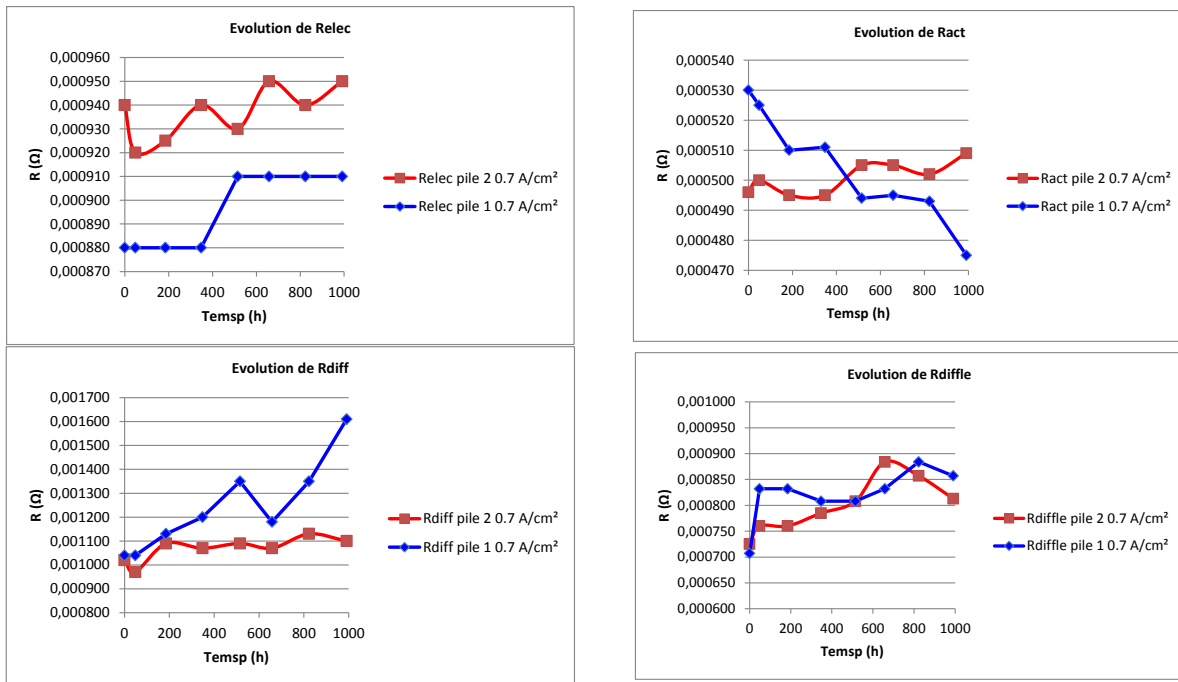 Evolution de Relec
0,000960
0,000950
0,000940
0,000930
0,000920
0,000910
0,000900
0,000890
0,000880
0,000870
R (Ω)
0 200 400 600 800 1000
Temsp (h)
Relec pile 2 0.7 A/cm²
Relec pile 1 0.7 A/cm²
Evolution de Ract
0,000540
0,000530
0,000520
0,000510
0,000500
0,000490
0,000480
0,000470
R (Ω)
0 200 400 600 800 1000
Temsp (h)
Ract pile 2 0.7 A/cm²
Ract pile 1 0.7 A/cm²
Evolution de Rdiff
0,001700
0,001600
0,001500
0,001400
0,001300
0,001200
0,001100
0,001000
0,000900
0,000800
R (Ω)
0 200 400 600 800 1000
Temsp (h)
Rdiff pile 2 0.7 A/cm²
Rdiff pile 1 0.7 A/cm²
Evolution de Rdiffle
0,001000
0,000950
0,000900
0,000850
0,000800
0,000750
0,000700
0,000650
0,000600
R (Ω)
0 200 400 600 800 1000
Temsp (h)
Rdiffle pile 2 0.7 A/cm²
Rdiffle pile 1 0.7 A/cm²